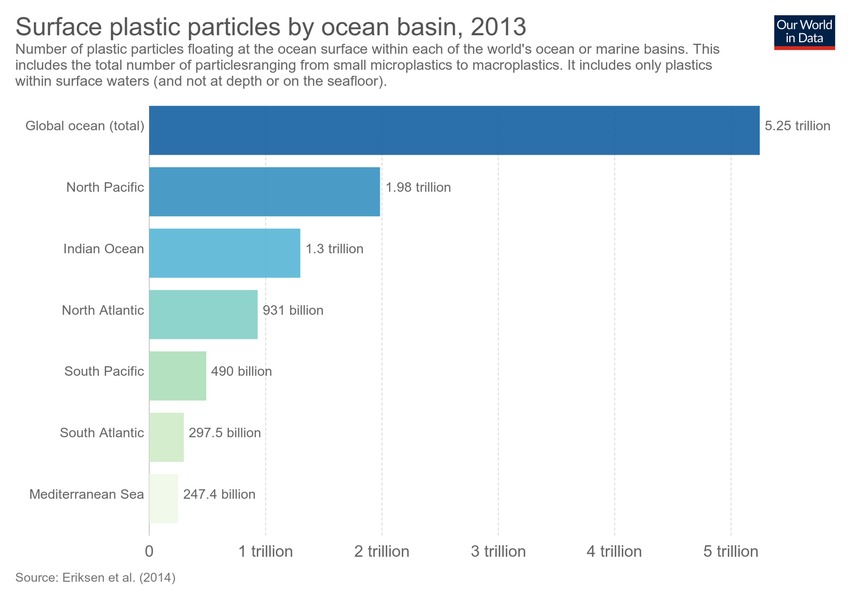 Surface plastic particles by ocean basin, 2013
Our World
in Data
Number of plastic particles floating at the ocean surface within each of the world's ocean or marine basins. This
includes the total number of particlesranging from small microplastics to macroplastics. It includes only plastics
within surface waters (and not at depth or on the seafloor).
Global ocean (total) 5.25 trillion
North Pacific 1.98 trillion
Indian Ocean 1.3 trillion
North Atlantic 931 billion
South Pacific 490 billion
South Atlantic 297.5 billion
Mediterranean Sea 247.4 billion
0 1 trillion 2 trillion 3 trillion 4 trillion 5 trillion
Source: Eriksen et al. (2014)